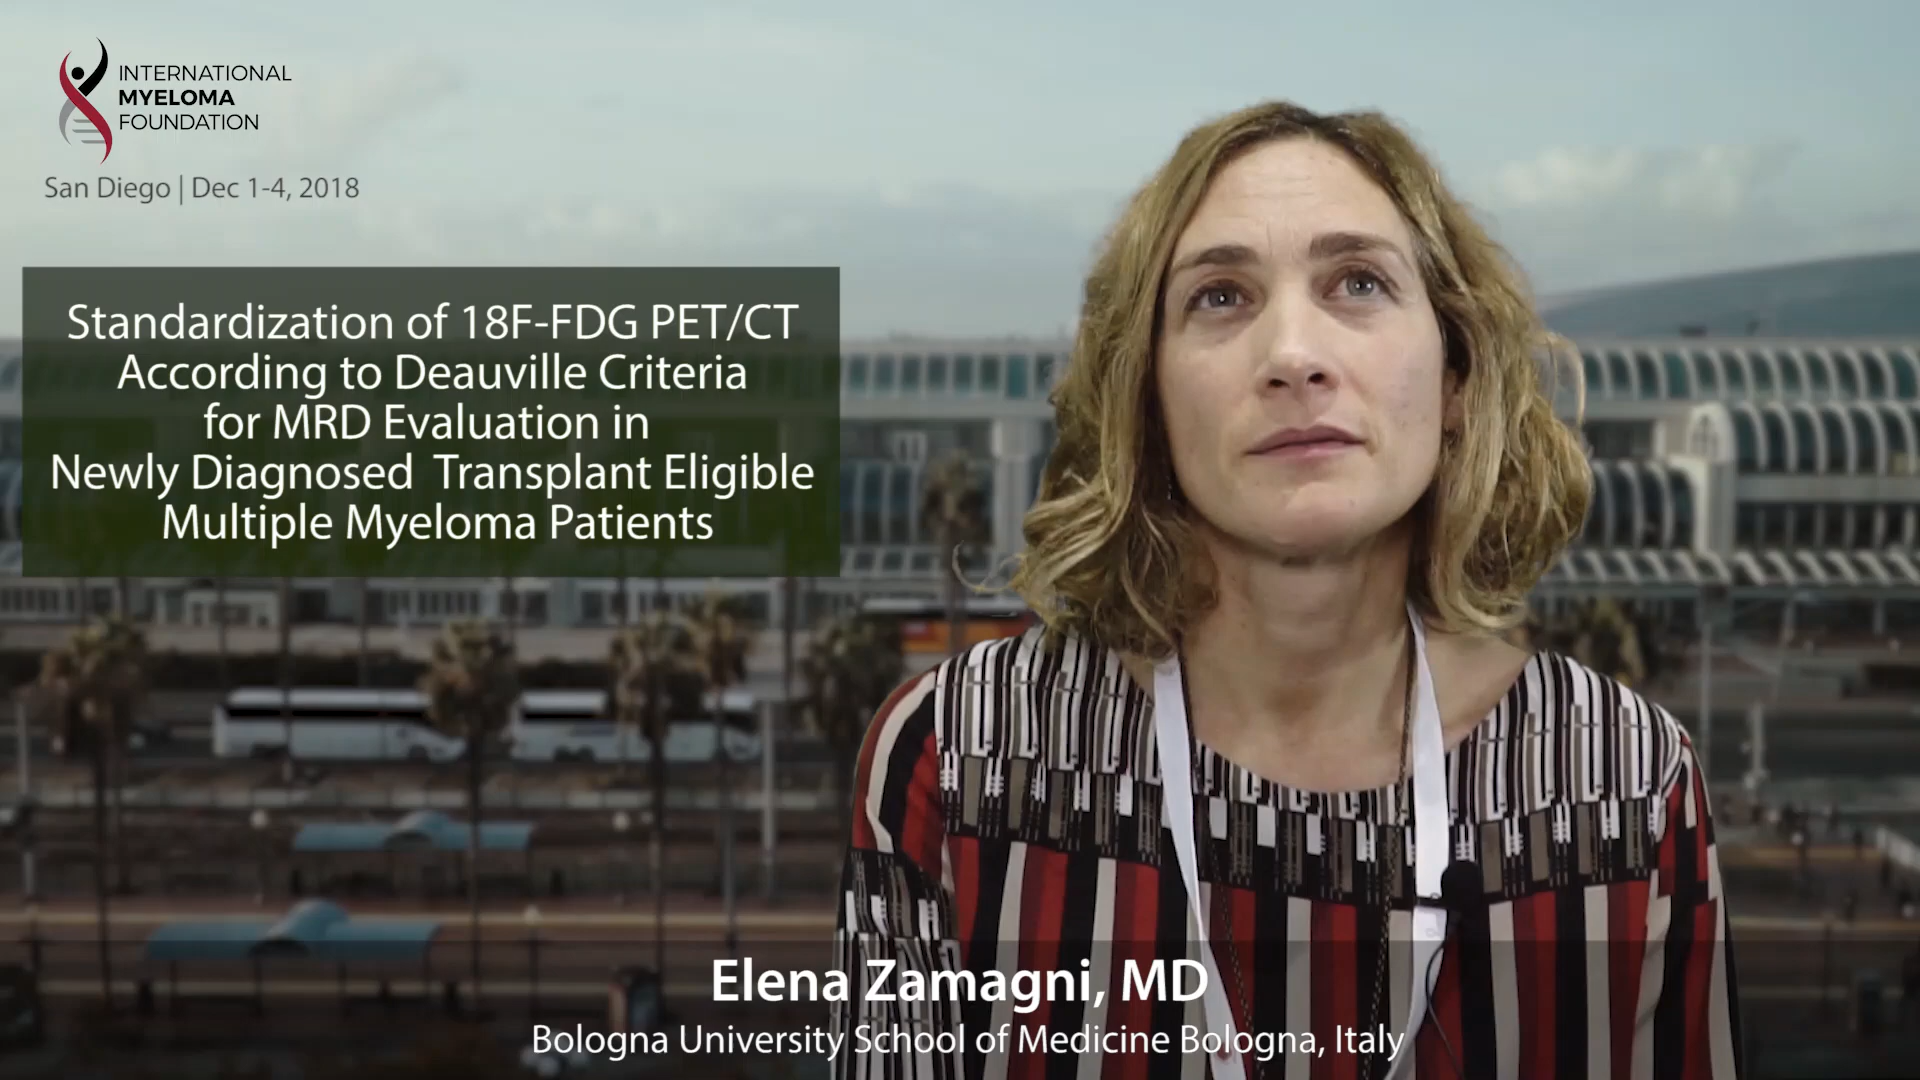 INTERNATIONAL
MYELOMA
FOUNDATION
San Diego | Dec 1-4, 2018
Standardization of 18F-FDG PET/CT
According to Deauville Criteria
for MRD Evaluation in
Newly Diagnosed Transplant Eligible
Multiple Myeloma Patients
Elena Zamagni, MD
Bologna University School of Medicine Bologna, Italy